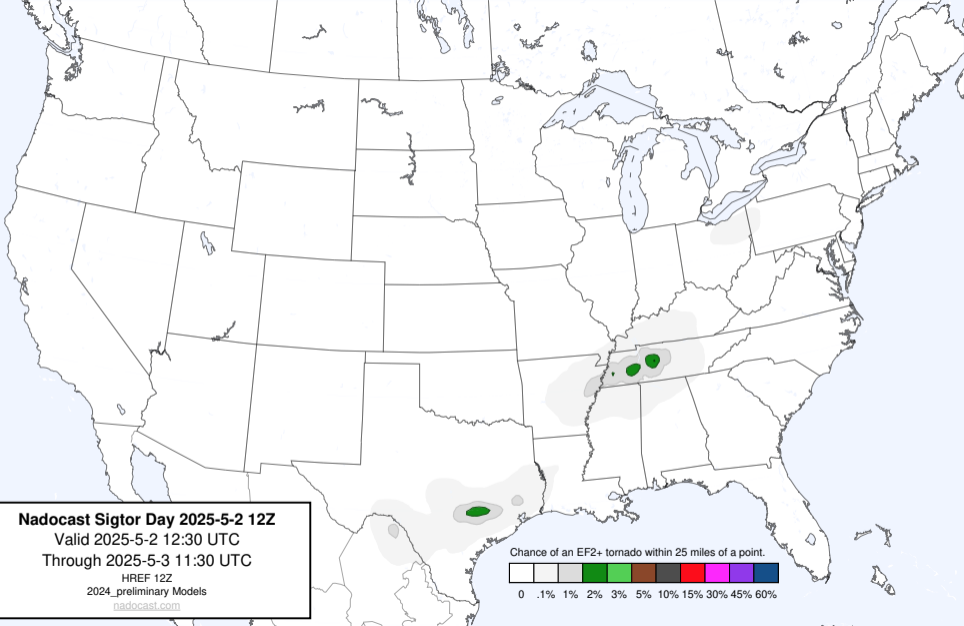 Nadocast Sigtor Day 2025-5-2 12Z
Valid 2025-5-2 12:30 UTC
Through 2025-5-3 11:30 UTC
HREF 12Z
2024_preliminary Models
nadocast.com
Chance of an EF2+ tornado within 25 miles of a point.
0 .1% 1% 2% 3% 5% 10% 15% 30% 45% 60%